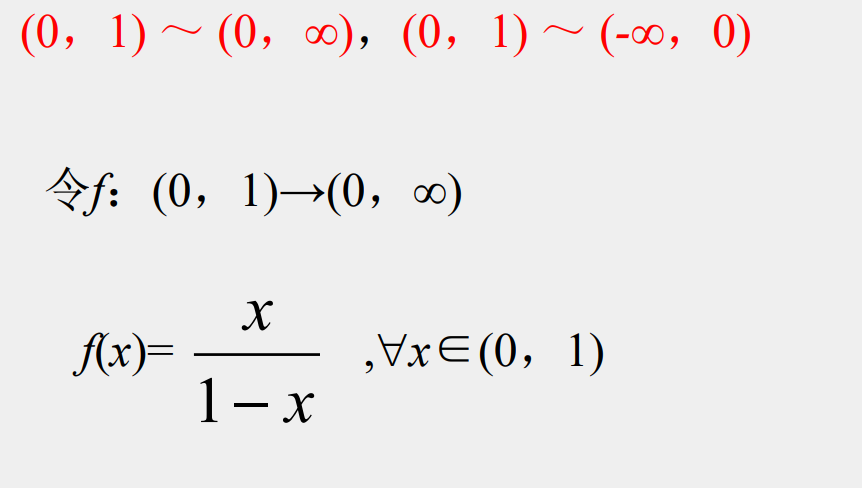 (0，1)～(0，∞)，(0，1)～(-∞，0)
令f：(0，1)→(0，∞)
f(x)= x / (1−x) ,∀x∈(0，1)